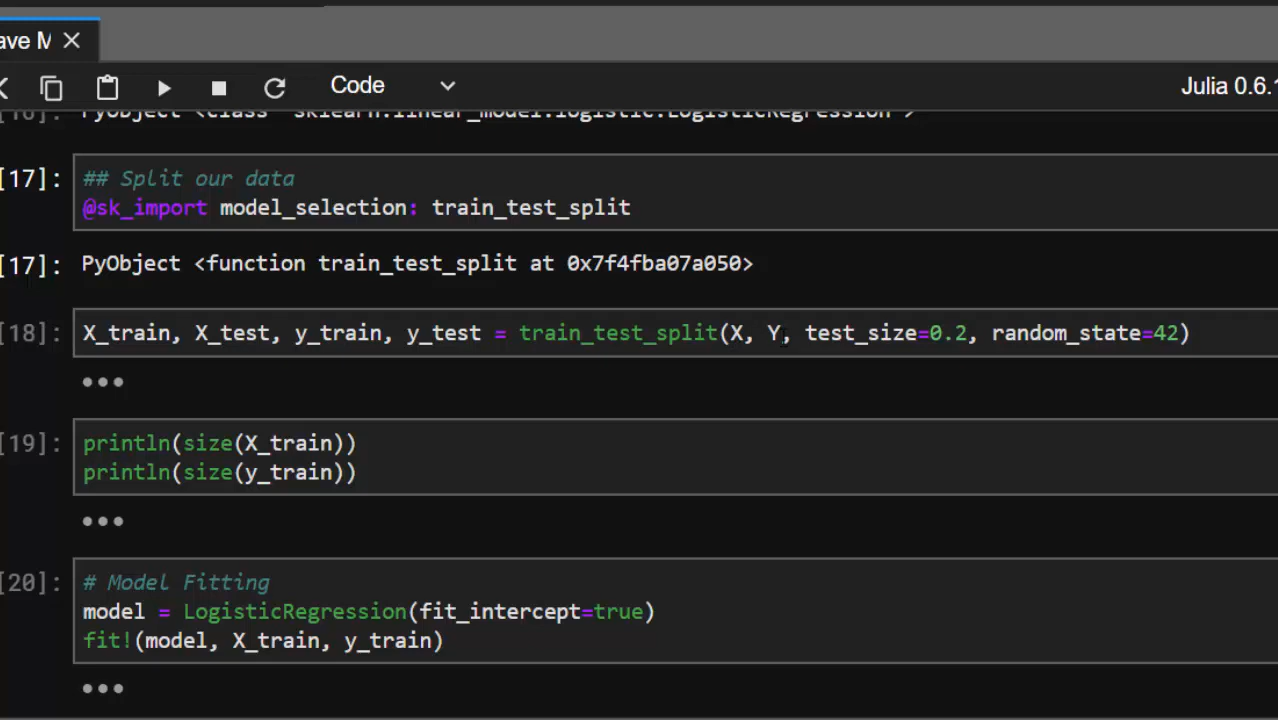 ave M
Code
Julia 0.6.
[16]: PyObject <class 'sklearn.linear_model.logistic.LogisticRegression'>
[17]:
## Split our data
@sk_import model_selection: train_test_split
[17]: PyObject <function train_test_split at 0x7f4fba07a050>
[18]: X_train, X_test, y_train, y_test = train_test_split(X, Y, test_size=0.2, random_state=42)
[19]: println(size(X_train))
println(size(y_train))
[20]: # Model Fitting
model = LogisticRegression(fit_intercept=true)
fit!(model, X_train, y_train)